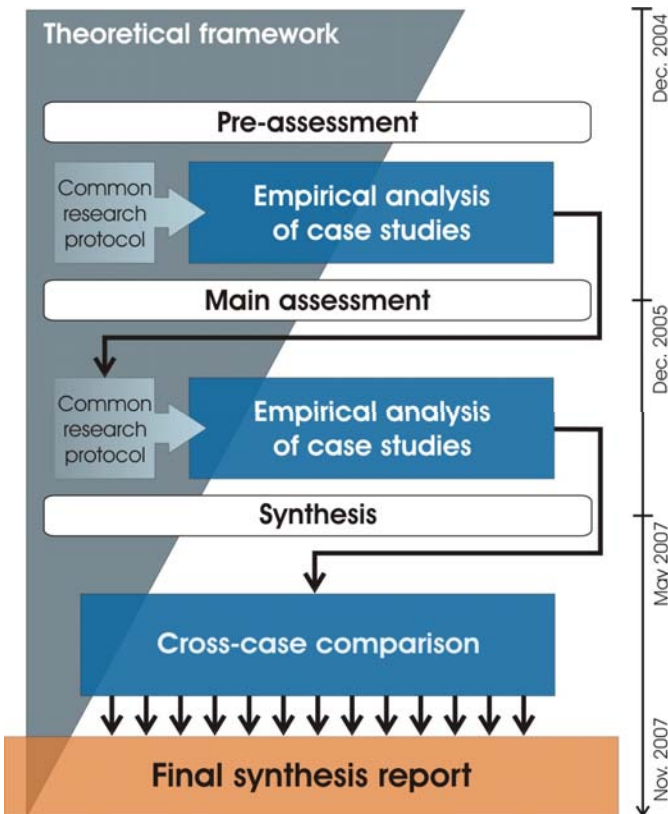 Theoretical framework
Dec. 2004
Pre-assessment
Common
research
protocol
Empirical analysis
of case studies
Main assessment
Dec. 2005
Common
research
protocol
Empirical analysis
of case studies
Synthesis
May 2007
Cross-case comparison
Final synthesis report
Nov. 2007